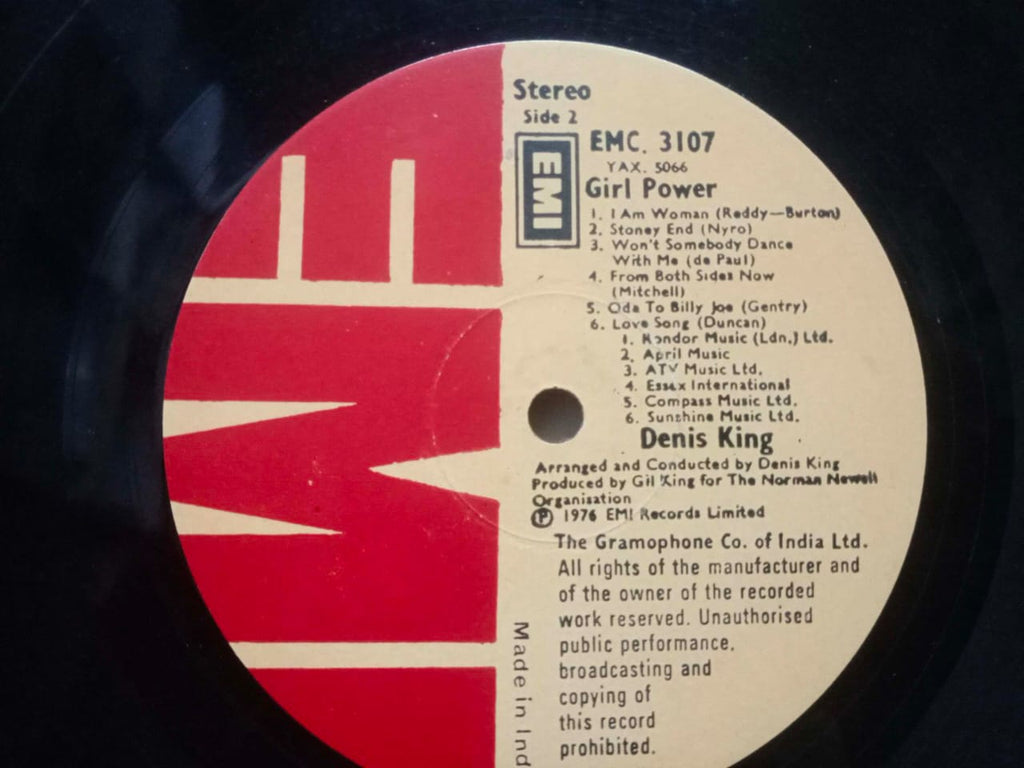 Stereo
Side 2
EMI
EMC. 3107
YAX. 5066
Girl Power
1. I Am Woman (Reddy—Burton)
2. Stoney End (Nyro)
3. Won't Somebody Dance
With Me (de Paul)
4. From Both Sides Now
(Mitchell)
5. Ode To Billy Joe (Gentry)
6. Love Song (Duncan)
1. Rondor Music (Ldn.) Ltd.
2. April Music
3. ATV Music Ltd.
4. Essex International
5. Compass Music Ltd.
6. Sunshine Music Ltd.
Denis King
Arranged and Conducted by Denis King
Produced by Gil King for The Norman Newell
Organisation
Ⓟ 1976 EMI Records Limited
The Gramophone Co. of India Ltd.
All rights of the manufacturer and
of the owner of the recorded
work reserved. Unauthorised
public performance,
broadcasting and
copying of
this record
prohibited.
Made in Ind
EMI